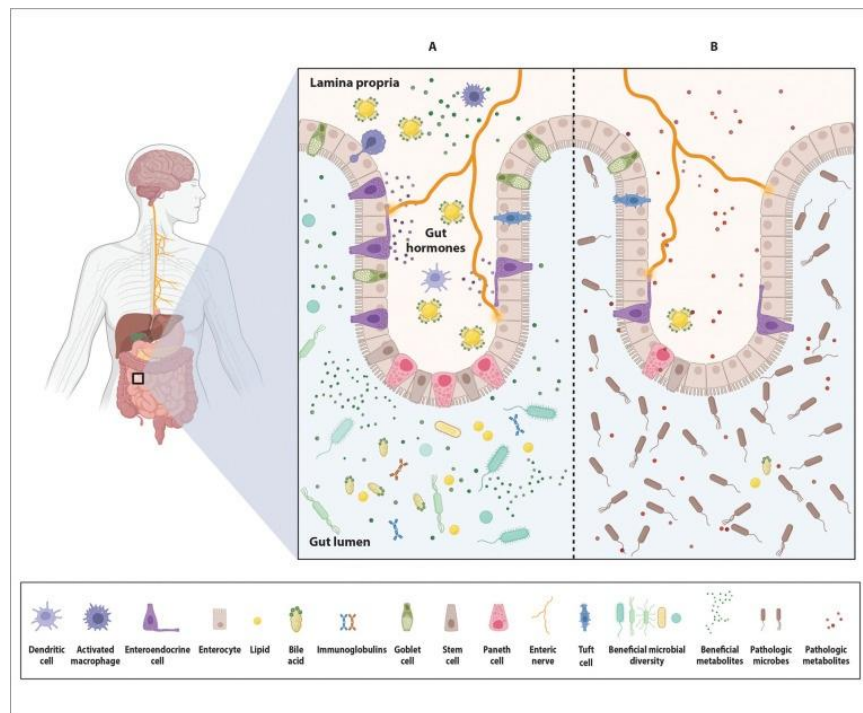 A
B
Lamina propria
Gut
hormones
Gut lumen
Dendritic
cell
Activated
macrophage
Enteroendocrine
cell
Enterocyte
Lipid
Bile
acid
Immunoglobulins
Goblet
cell
Stem
cell
Paneth
cell
Enteric
nerve
Tuft
cell
Beneficial microbial
diversity
Beneficial
metabolites
Pathologic
microbes
Pathologic
metabolites